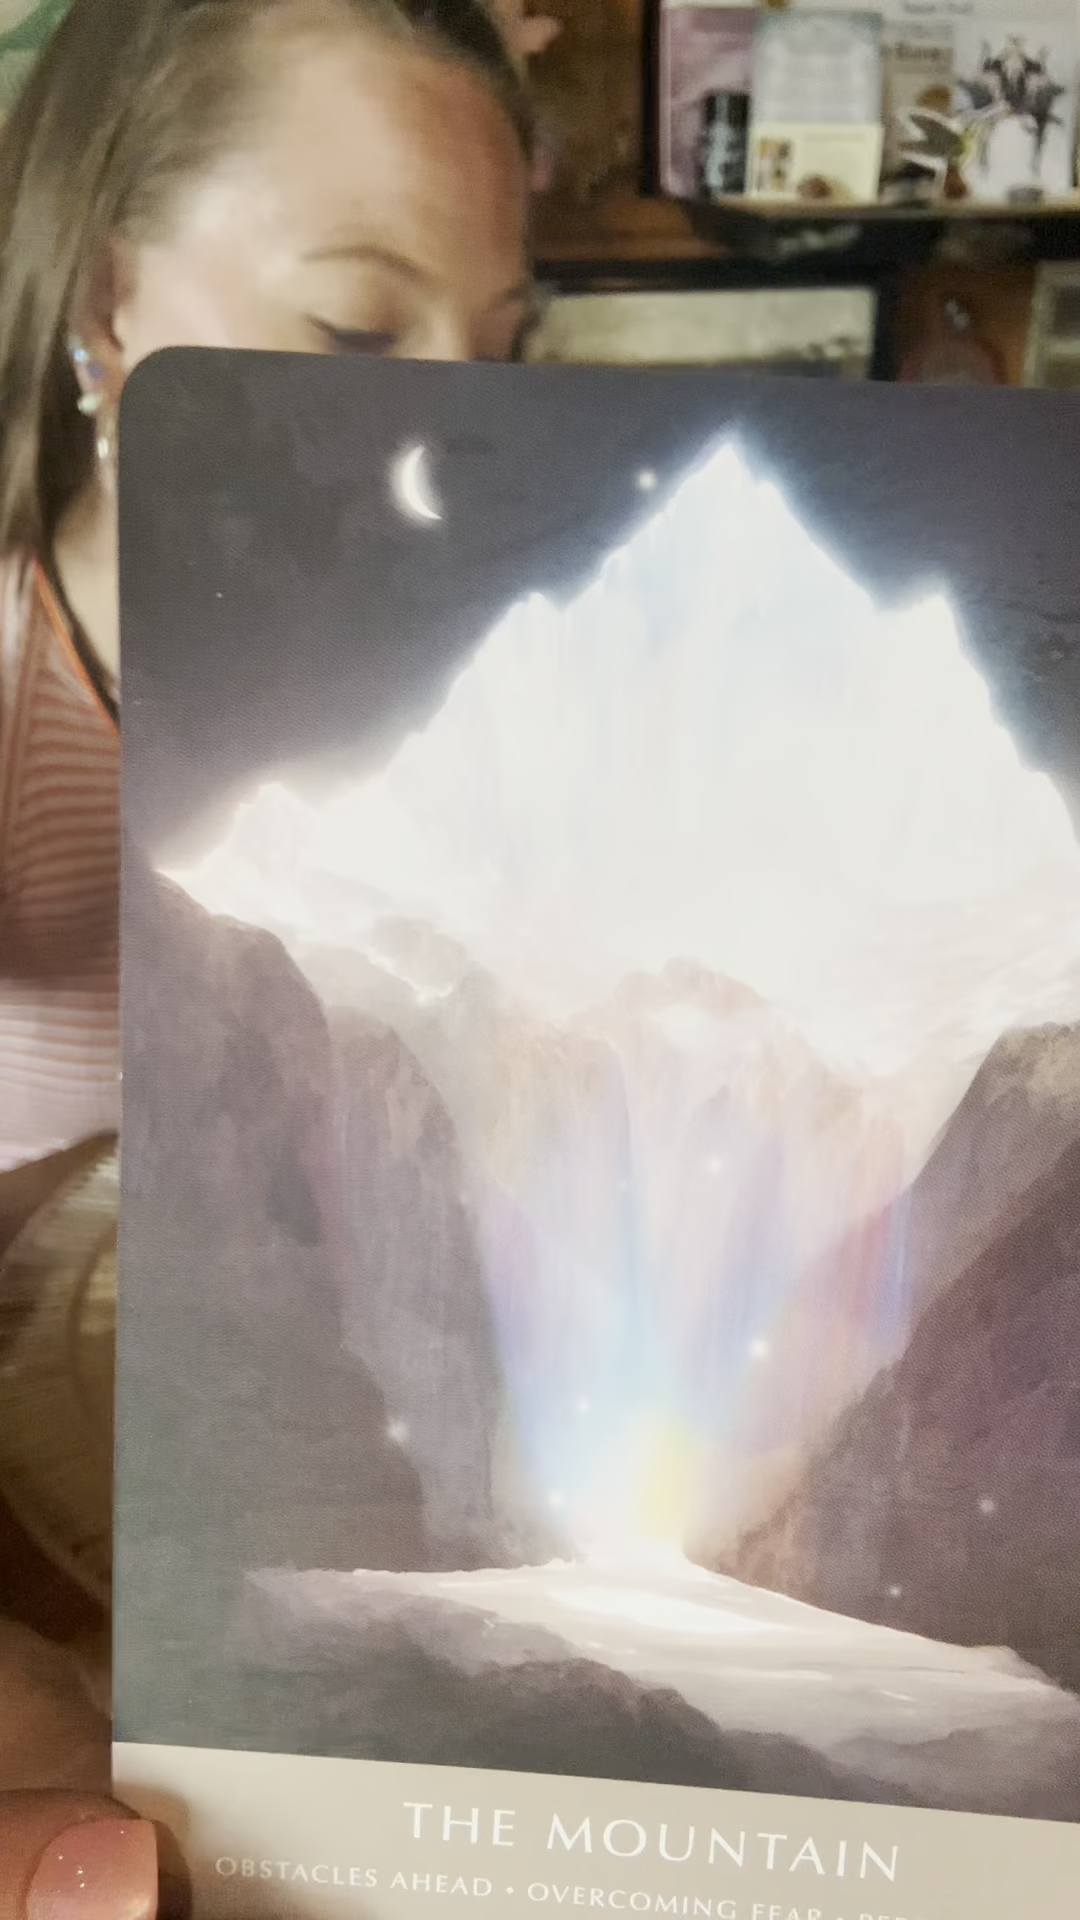 THE MOUNTAIN
OBSTACLES AHEAD • OVERCOMING FEAR •